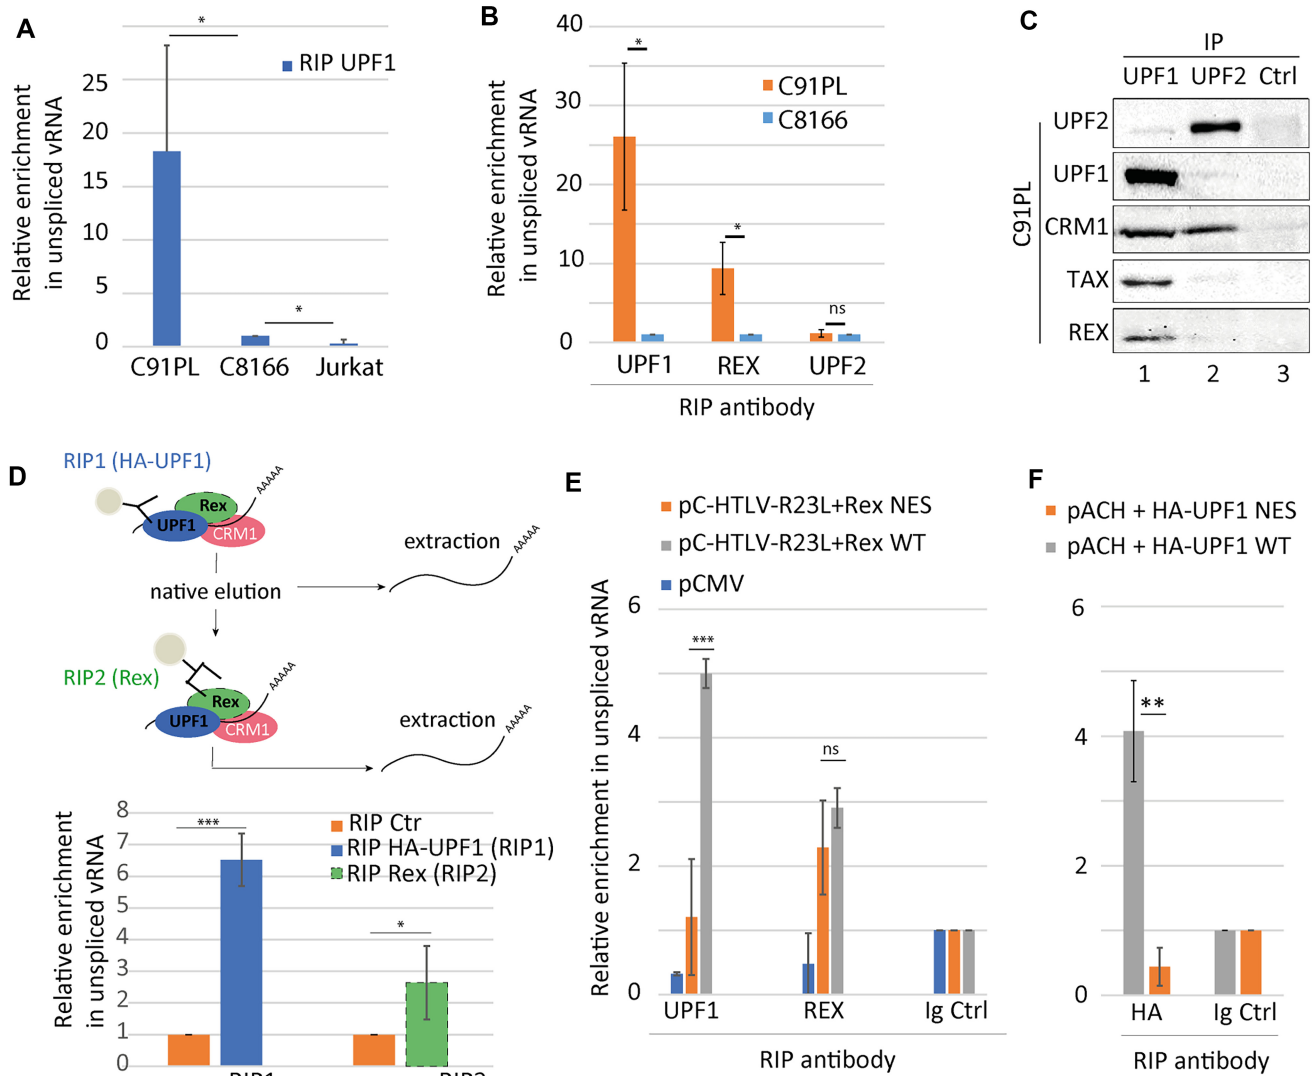 A
*
RIP UPF1
Relative enrichment
in unspliced vRNA
25
20
15
10
5
0
*
C91PL C8166 Jurkat
B
40
30
20
10
0
Relative enrichment
in unspliced vRNA
*
C91PL
C8166
*
ns
UPF1 REX UPF2
RIP antibody
C
IP
UPF1 UPF2 Ctrl
C91PL
UPF2
UPF1
CRM1
TAX
REX
1 2 3
D
RIP1 (HA-UPF1)
Rex
UPF1
CRM1
AAAAA
native elution
extraction
AAAAA
RIP2 (Rex)
Rex
UPF1
CRM1
AAAAA
extraction
AAAAA
Relative enrichment
in unspliced vRNA
8
7
6
5
4
3
2
1
0
***
*
RIP Ctr
RIP HA-UPF1 (RIP1)
RIP Rex (RIP2)
RIP1 RIP2
E
pC-HTLV-R23L+Rex NES
pC-HTLV-R23L+Rex WT
pCMV
Relative enrichment in unspliced vRNA
6
4
2
0
***
ns
UPF1 REX Ig Ctrl
RIP antibody
F
pACH + HA-UPF1 NES
pACH + HA-UPF1 WT
6
4
2
0
**
HA Ig Ctrl
RIP antibody